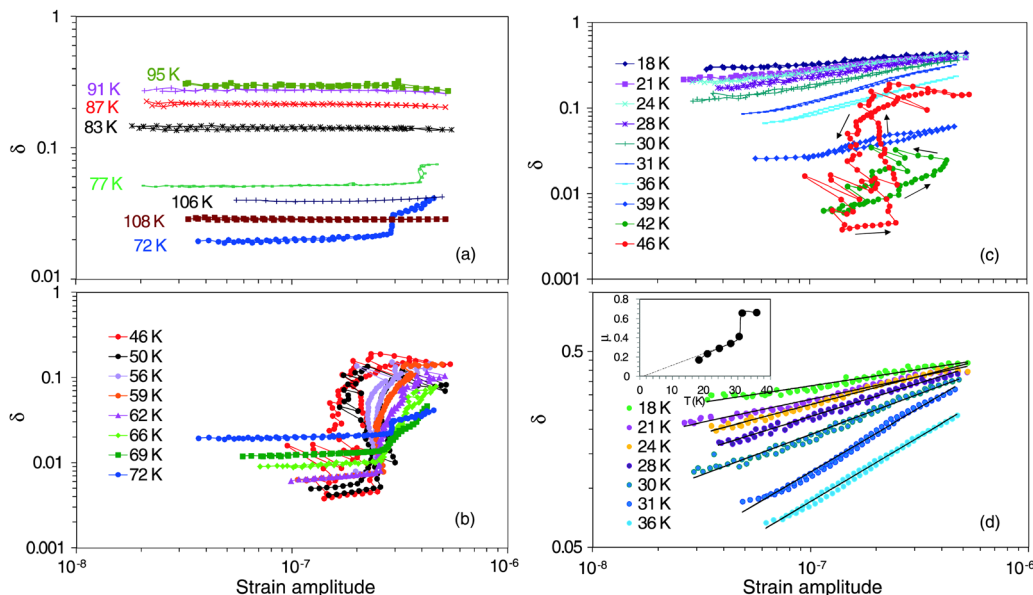 1
0.1
0.01
δ
95 K
91 K
87 K
83 K
77 K
106 K
108 K
72 K
(a)
1
0.1
0.01
0.001
δ
18 K
21 K
24 K
28 K
30 K
31 K
36 K
39 K
42 K
46 K
(c)
1
0.1
0.01
0.001
δ
46 K
50 K
56 K
59 K
62 K
66 K
69 K
72 K
(b)
10⁻⁸
10⁻⁷
10⁻⁶
Strain amplitude
0.5
0.05
δ
0.8
0.6
0.4
0.2
0
μ
0 10 20 30 40
T(K)
18 K
21 K
24 K
28 K
30 K
31 K
36 K
(d)
10⁻⁸
10⁻⁷
10⁻⁶
Strain amplitude